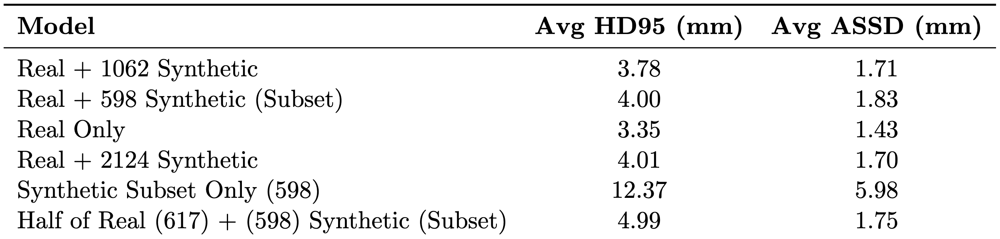 Model Avg HD95 (mm) Avg ASSD (mm)
Real + 1062 Synthetic 3.78 1.71
Real + 598 Synthetic (Subset) 4.00 1.83
Real Only 3.35 1.43
Real + 2124 Synthetic 4.01 1.70
Synthetic Subset Only (598) 12.37 5.98
Half of Real (617) + (598) Synthetic (Subset) 4.99 1.75